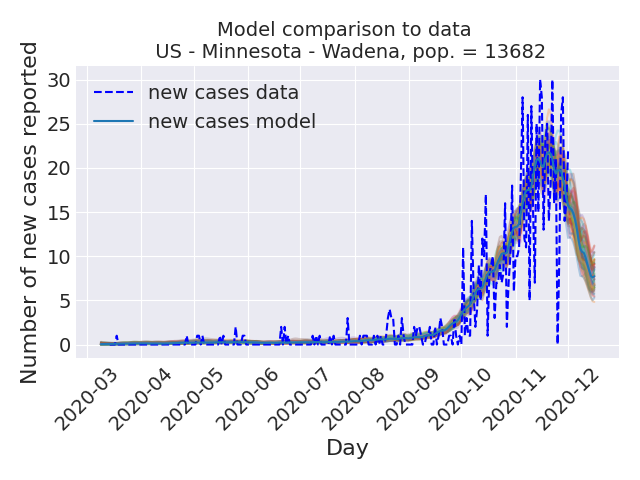 Model comparison to data
US - Minnesota - Wadena, pop. = 13682
Number of new cases reported
30
25
20
15
10
5
0
new cases data
new cases model
2020-03
2020-04
2020-05
2020-06
2020-07
2020-08
2020-09
2020-10
2020-11
2020-12
Day